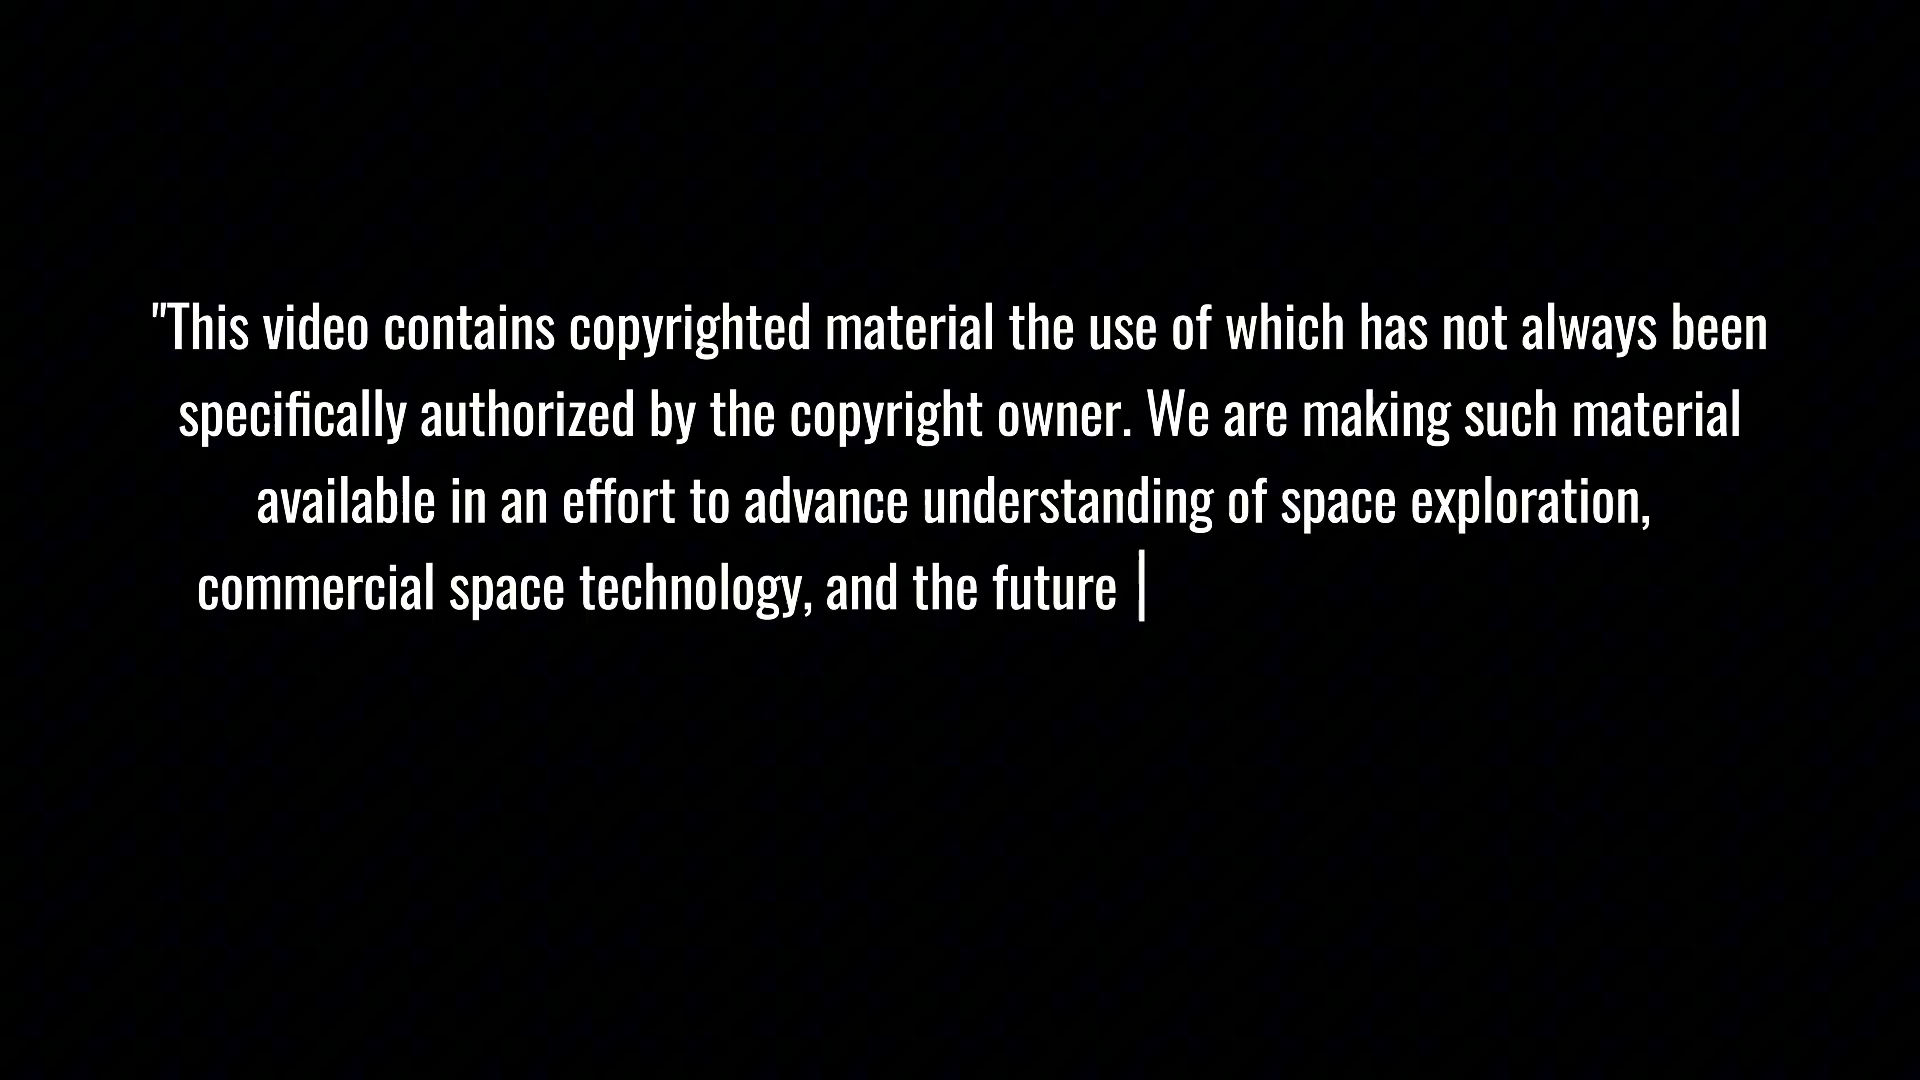 "This video contains copyrighted material the use of which has not always been
specifically authorized by the copyright owner. We are making such material
available in an effort to advance understanding of space exploration,
commercial space technology, and the future